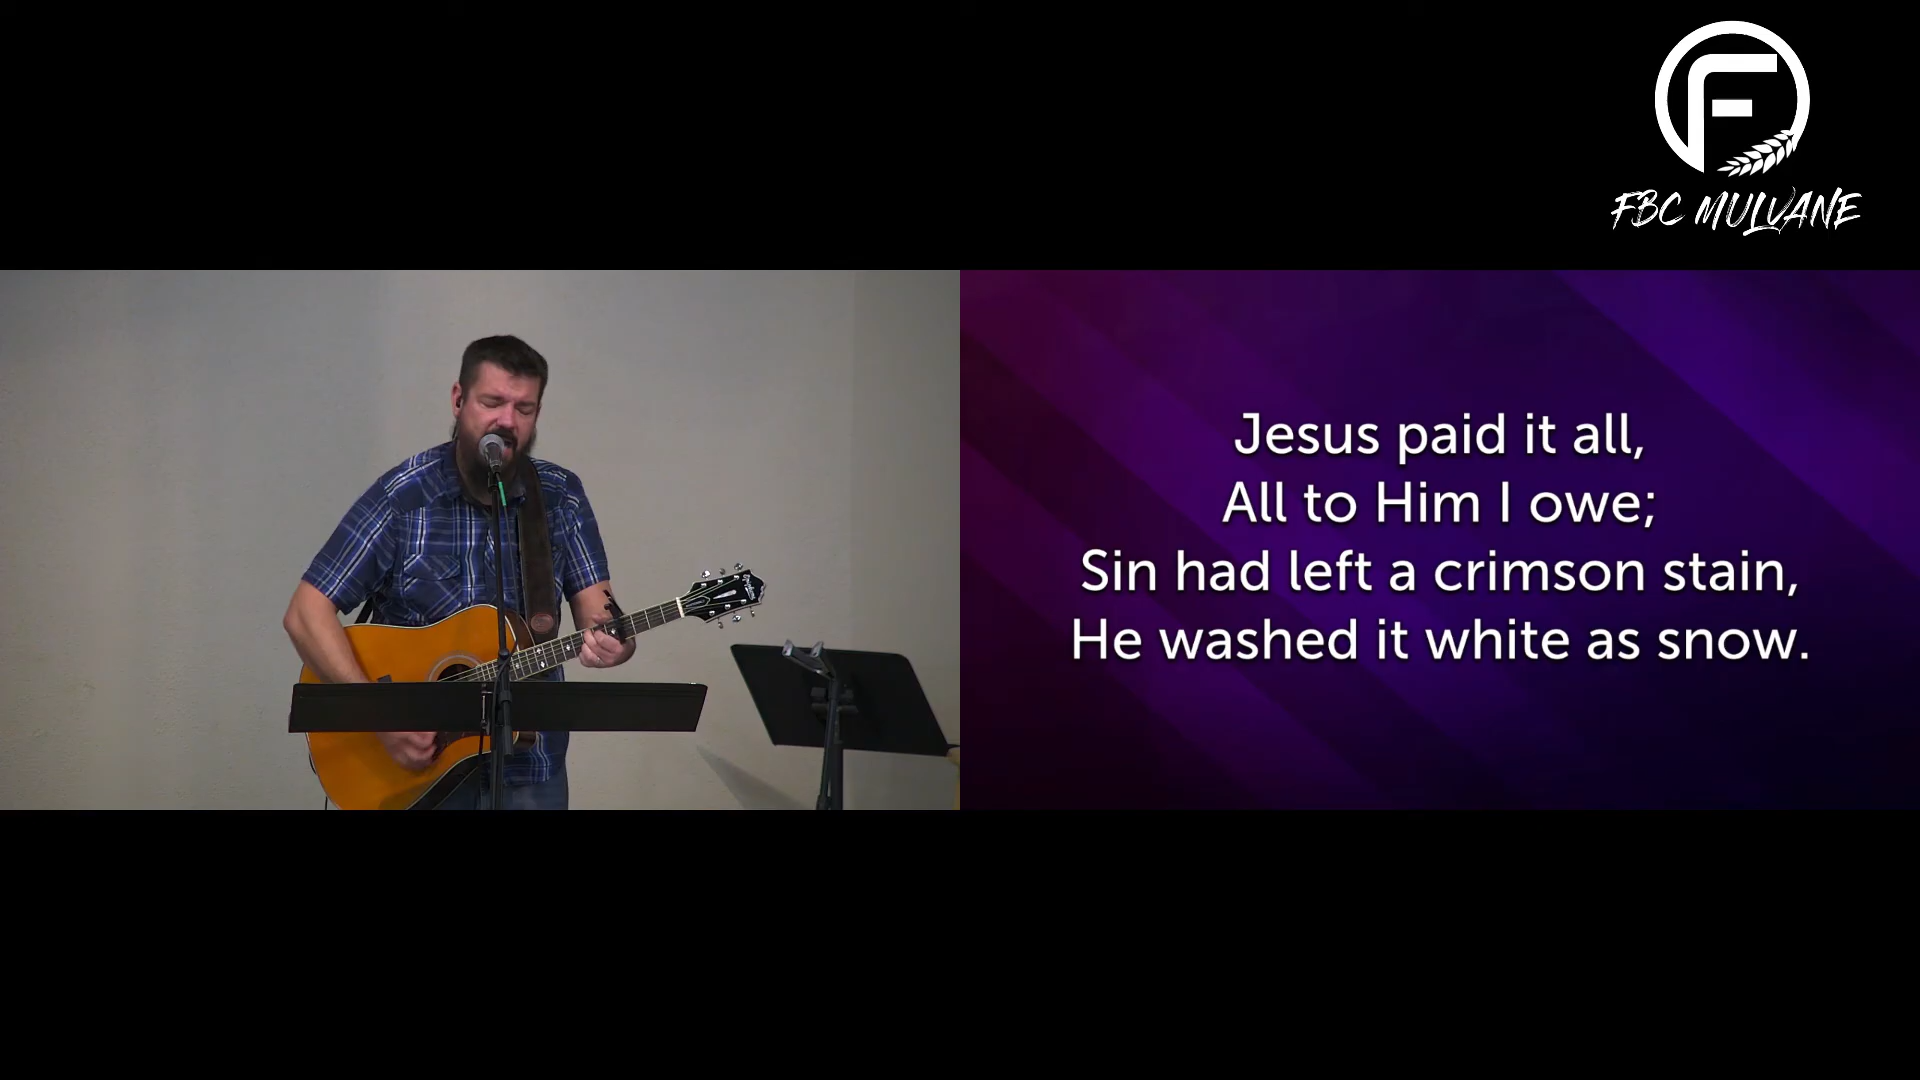 FBC MULVANE
Jesus paid it all,
All to Him I owe;
Sin had left a crimson stain,
He washed it white as snow.